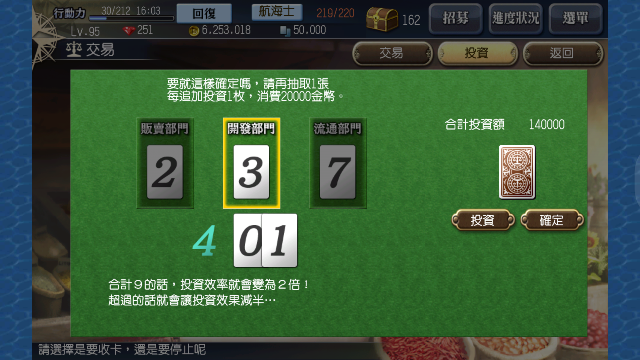 行動力 30/212 16:03 回復 航海士 219/220 162 招募 進度狀況 選單
Lv.95 251 6.253.018 50.000
交易 交易 投資 返回
要就這樣確定嗎，請再抽取1張
每追加投資1枚，消費20000金幣。
販賣部門 開發部門 流通部門
合計投資額 140000
2 3 7
投資 確定
4 0 1
合計９的話，投資效率就會變為２倍！
超過的話就會讓投資效果減半…
請選擇是要收卡，還是要停止呢